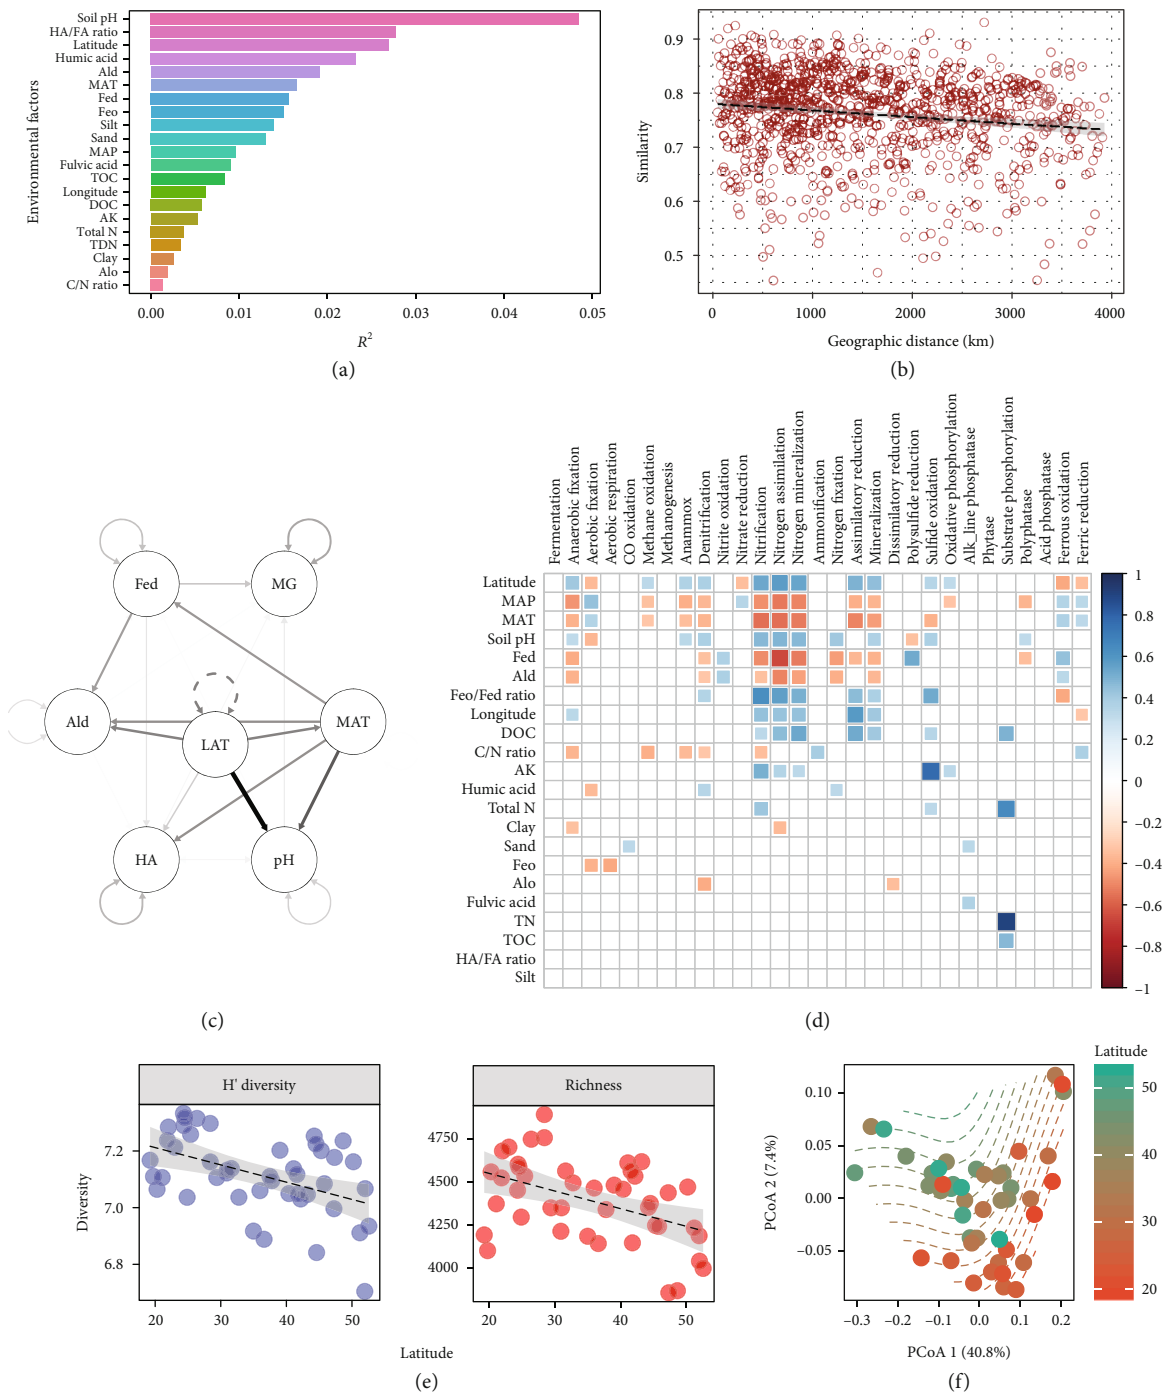 Environmental factors
Soil pH
HA/FA ratio
Latitude
Humic acid
Ald
MAT
Fed
Feo
Silt
Sand
MAP
Fulvic acid
TOC
Longitude
DOC
AK
Total N
TDN
Clay
Alo
C/N ratio
0.00 0.01 0.02 0.03 0.04 0.05
R²
(a)
Similarity
0.9
0.8
0.7
0.6
0.5
0 1000 2000 3000 4000
Geographic distance (km)
(b)
Fed
MG
Ald
LAT
MAT
HA
pH
(c)
Fermentation
Anaerobic fixation
Aerobic fixation
Aerobic respiration
CO oxidation
Methane oxidation
Methanogenesis
Anammox
Denitrification
Nitrite oxidation
Nitrate reduction
Nitrification
Nitrogen assimilation
Nitrogen mineralization
Ammonification
Nitrogen fixation
Assimilatory reduction
Mineralization
Dissimilatory reduction
Polysulfide reduction
Sulfide oxidation
Oxidative phosphorylation
Alk_line phosphatase
Phytase
Substrate phosphorylation
Polyphatase
Acid phosphatase
Ferrous oxidation
Ferric reduction
Latitude
MAP
MAT
Soil pH
Fed
Ald
Feo/Fed ratio
Longitude
DOC
C/N ratio
AK
Humic acid
Total N
Clay
Sand
Feo
Alo
Fulvic acid
TN
TOC
HA/FA ratio
Silt
1
0.8
0.6
0.4
0.2
0
–0.2
–0.4
–0.6
–0.8
–1
(d)
H' diversity
Diversity
7.2
7.0
6.8
20 30 40 50
Richness
4750
4500
4250
4000
20 30 40 50
Latitude
(e)
PCoA 2 (7.4%)
0.10
0.05
0.00
–0.05
–0.3 –0.2 –0.1 0.0 0.1 0.2
PCoA 1 (40.8%)
Latitude
50
40
30
20
(f)